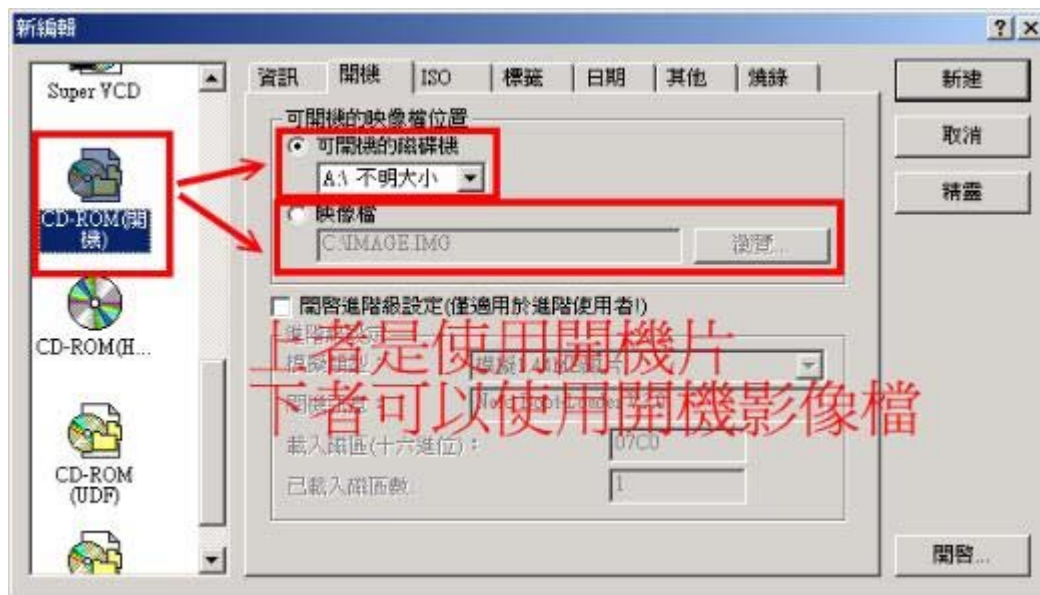 新編輯
Super VCD
CD-ROM(開機)
CD-ROM(H...
CD-ROM
(UDF)
資訊 開機 ISO 標籤 日期 其他 燒錄
可開機的映像檔位置
可開機的磁碟機
A:\ 不明大小
映像檔
C:\IMAGE.IMG 瀏覽...
開啓進階級設定(僅適用於進階使用者!)
上者是使用開機片
下者可以使用開機影像檔
載入磁區(十六進位): 07C0
已載入磁區數 1
新建
取消
精靈
開啓...